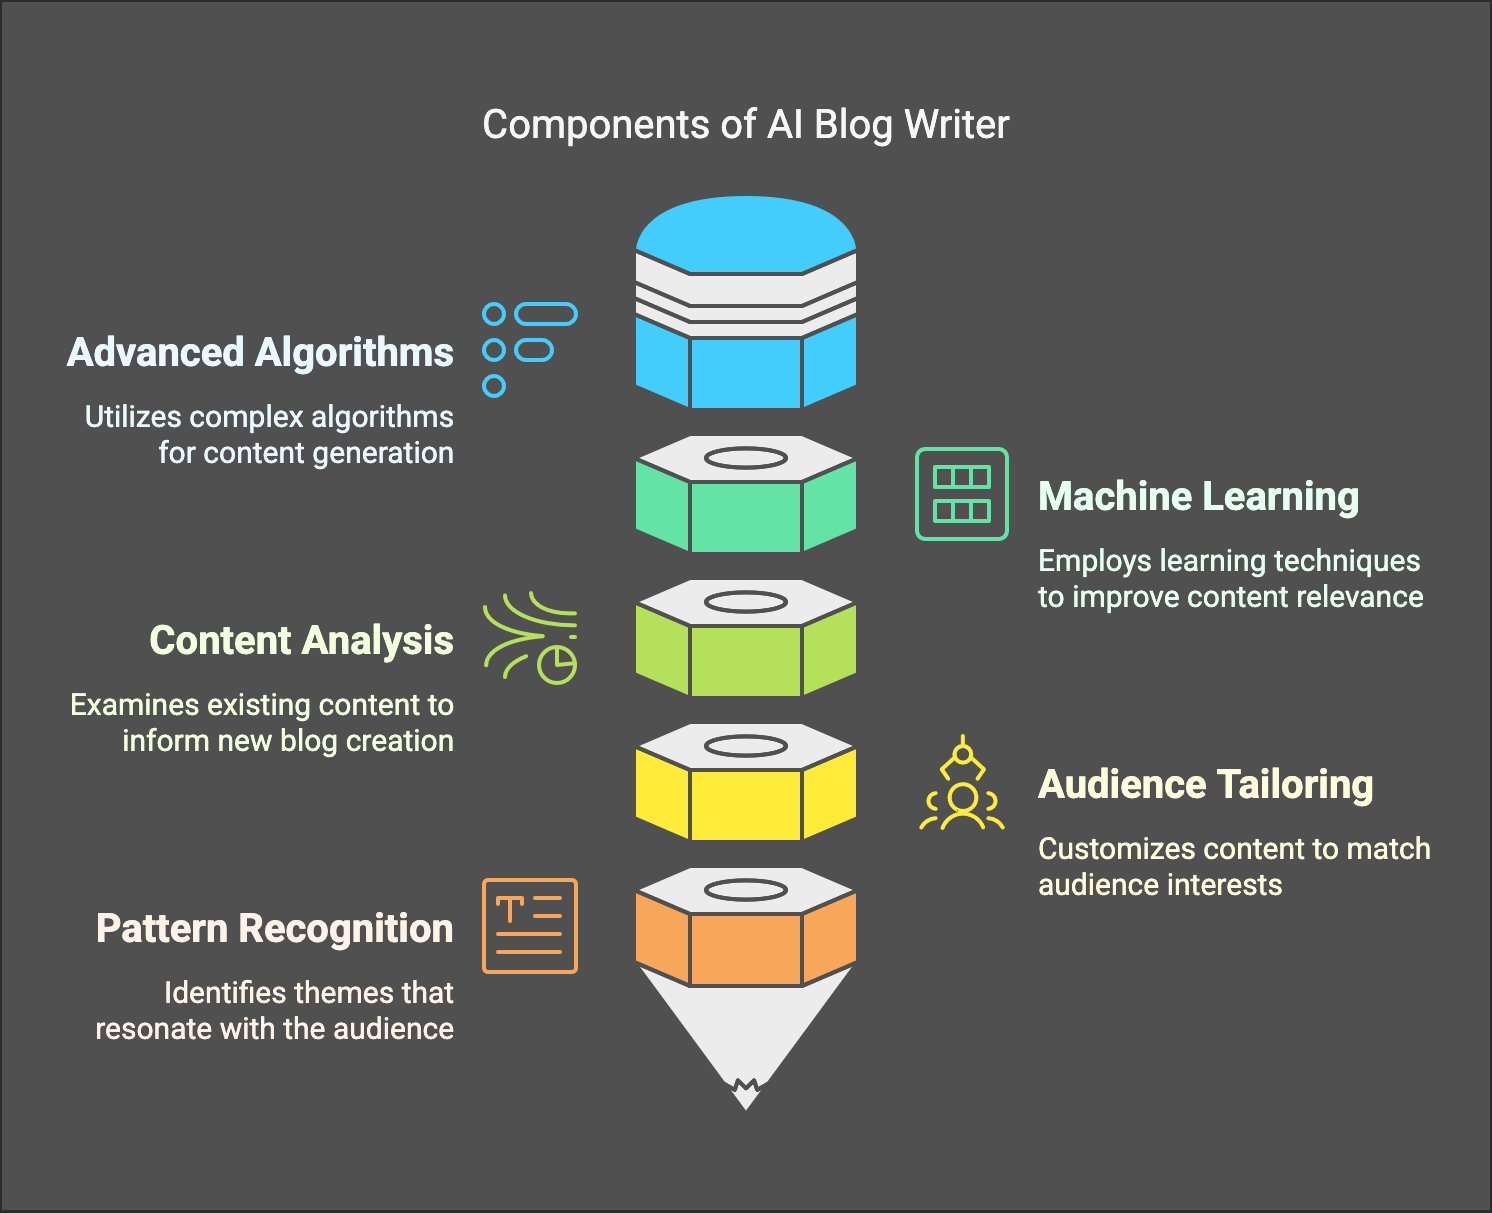 Components of AI Blog Writer
Advanced Algorithms
Utilizes complex algorithms
for content generation
Machine Learning
Employs learning techniques
to improve content relevance
Content Analysis
Examines existing content to
inform new blog creation
Audience Tailoring
Customizes content to match
audience interests
Pattern Recognition
Identifies themes that
resonate with the audience